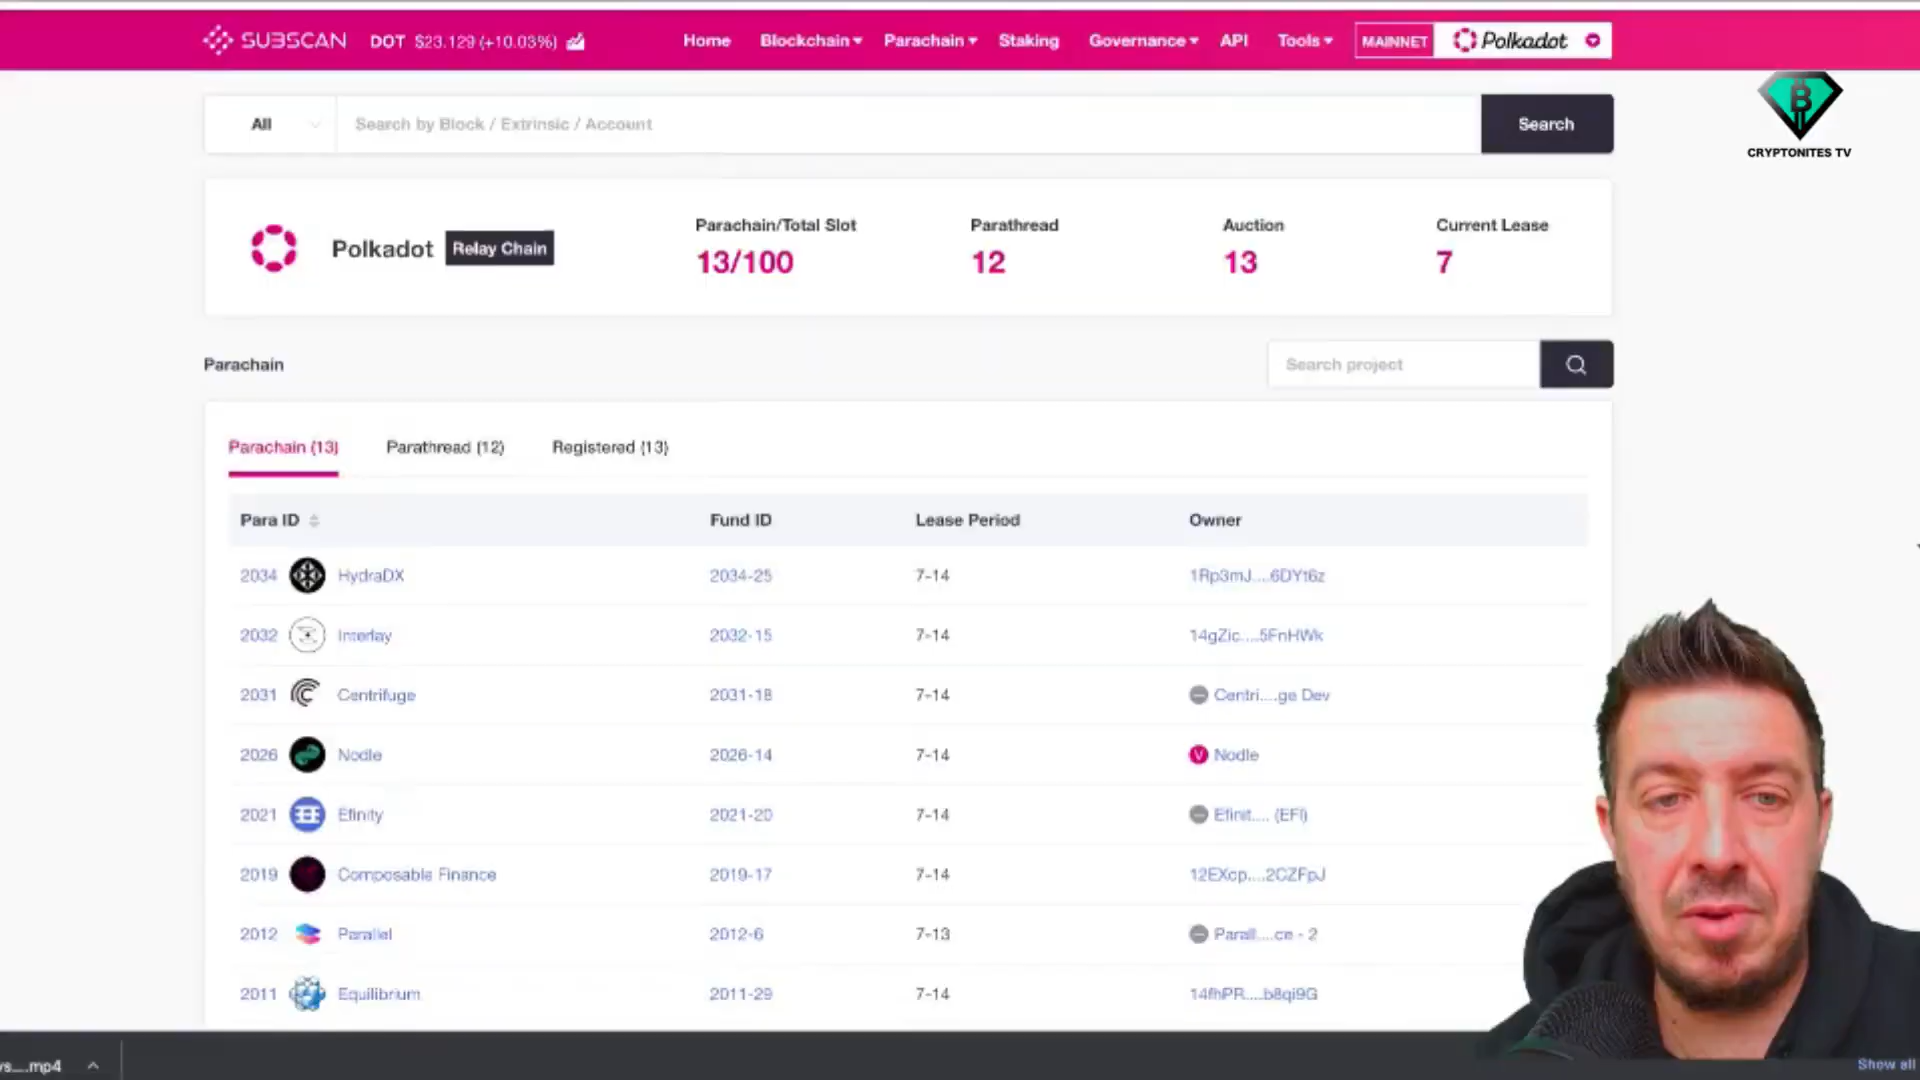 SUBSCAN DOT $23.129 (+10.03%) Home Blockchain Parachain Staking Governance API Tools MAINNET Polkadot
All Search by Block / Extrinsic / Account Search
CRYPTONITES TV
Parachain/Total Slot Parathread Auction Current Lease
Polkadot Relay Chain
13/100 12 13 7
Parachain Search project
Parachain (13) Parathread (12) Registered (13)
Para ID Fund ID Lease Period Owner
2034 HydraDX 2034-25 7-14 1Rp3mJ....6DYt6z
2032 Interlay 2032-15 7-14 14gZic....5FnHWk
2031 Centrifuge 2031-18 7-14 Centri....ge Dev
2026 Nodle 2026-14 7-14 Nodle
2021 Efinity 2021-20 7-14 Efinit.... (EFI)
2019 Composable Finance 2019-17 7-14 12EXcp....2CZFpJ
2012 Parallel 2012-6 7-13 Parall....ce - 2
2011 Equilibrium 2011-29 7-14 14fhPR....b8qi9G
ys....mp4 Show all